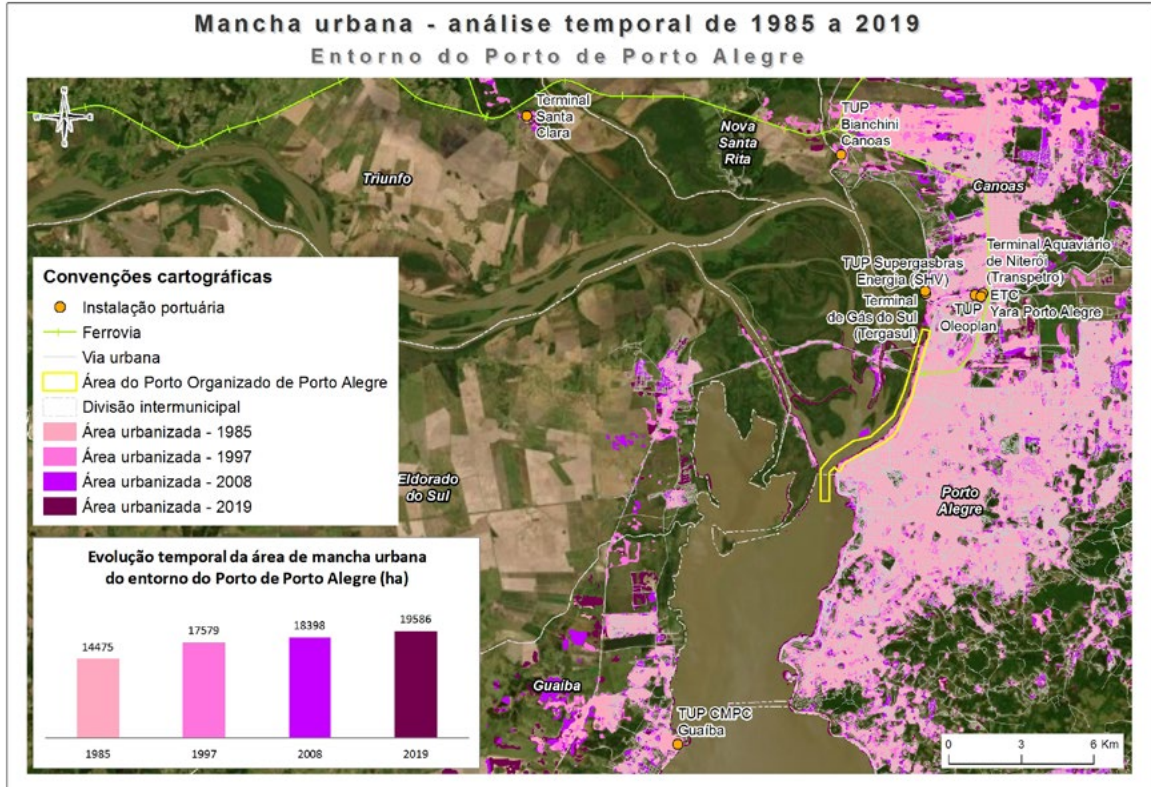 Mancha urbana - análise temporal de 1985 a 2019
Entorno do Porto de Porto Alegre
N
Terminal
Santa
Clara
TUP
Bianchini
Canoas
Nova
Santa
Rita
Triunfo
Canoas
Terminal Aquaviário
de Niterói
(Transpetro)
TUP Supergasbras
Energia (SHV)
ETC
Yara Porto Alegre
Terminal
de Gás do Sul
(Tergasul)
TUP
Oleoplan
Convenções cartográficas
Instalação portuária
Ferrovia
Via urbana
Área do Porto Organizado de Porto Alegre
Divisão intermunicipal
Área urbanizada - 1985
Área urbanizada - 1997
Área urbanizada - 2008
Área urbanizada - 2019
Eldorado
do Sul
Porto
Alegre
Evolução temporal da área de mancha urbana
do entorno do Porto de Porto Alegre (ha)
14475
17579
18398
19586
1985
1997
2008
2019
Guaíba
TUP CMPC
Guaíba
0 3 6 Km